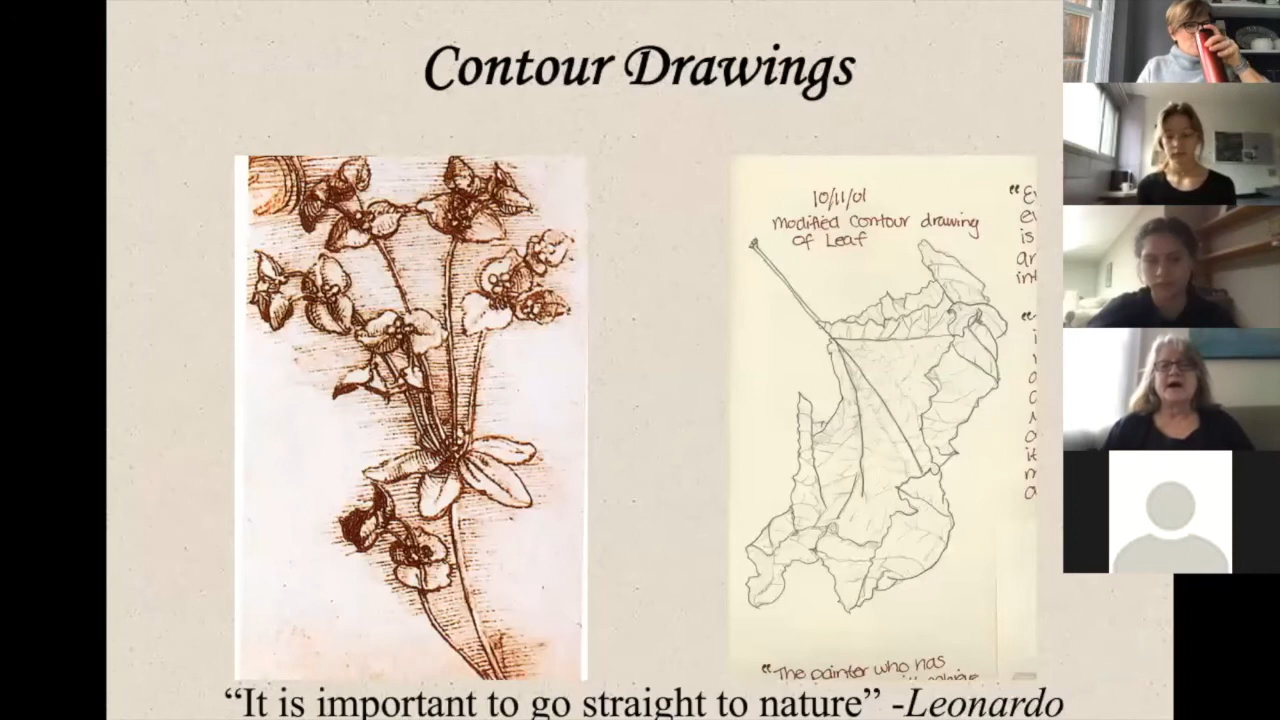 Contour Drawings
10/11/01
modified contour drawing
of Leaf
"The painter who has
"It is important to go straight to nature" -Leonardo